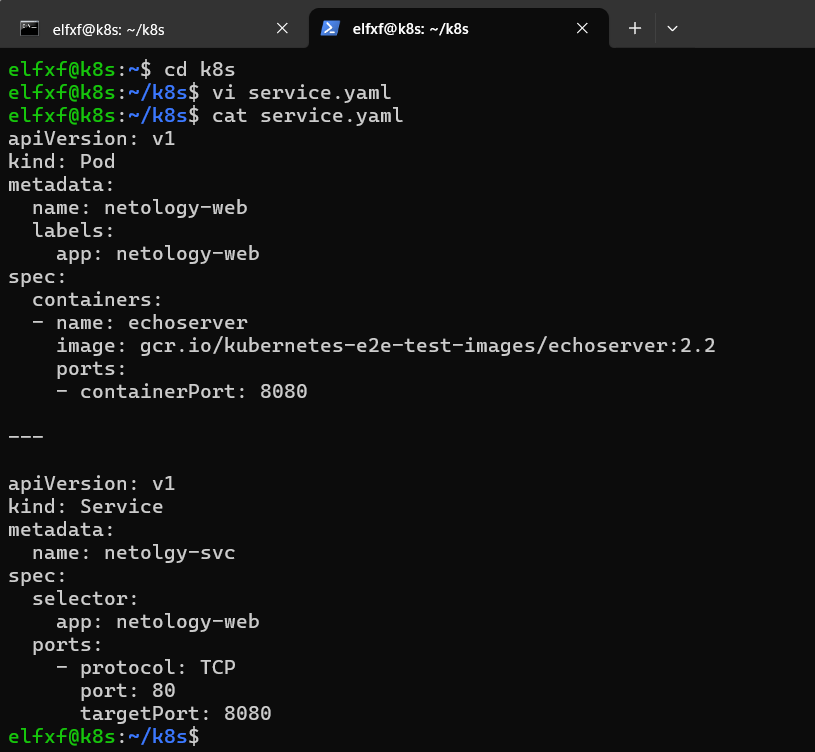 elfxf@k8s: ~/k8s
elfxf@k8s: ~/k8s
elfxf@k8s:~$ cd k8s
elfxf@k8s:~/k8s$ vi service.yaml
elfxf@k8s:~/k8s$ cat service.yaml
apiVersion: v1
kind: Pod
metadata:
  name: netology-web
  labels:
    app: netology-web
spec:
  containers:
  - name: echoserver
    image: gcr.io/kubernetes-e2e-test-images/echoserver:2.2
    ports:
    - containerPort: 8080

---

apiVersion: v1
kind: Service
metadata:
  name: netolgy-svc
spec:
  selector:
    app: netology-web
  ports:
    - protocol: TCP
      port: 80
      targetPort: 8080
elfxf@k8s:~/k8s$